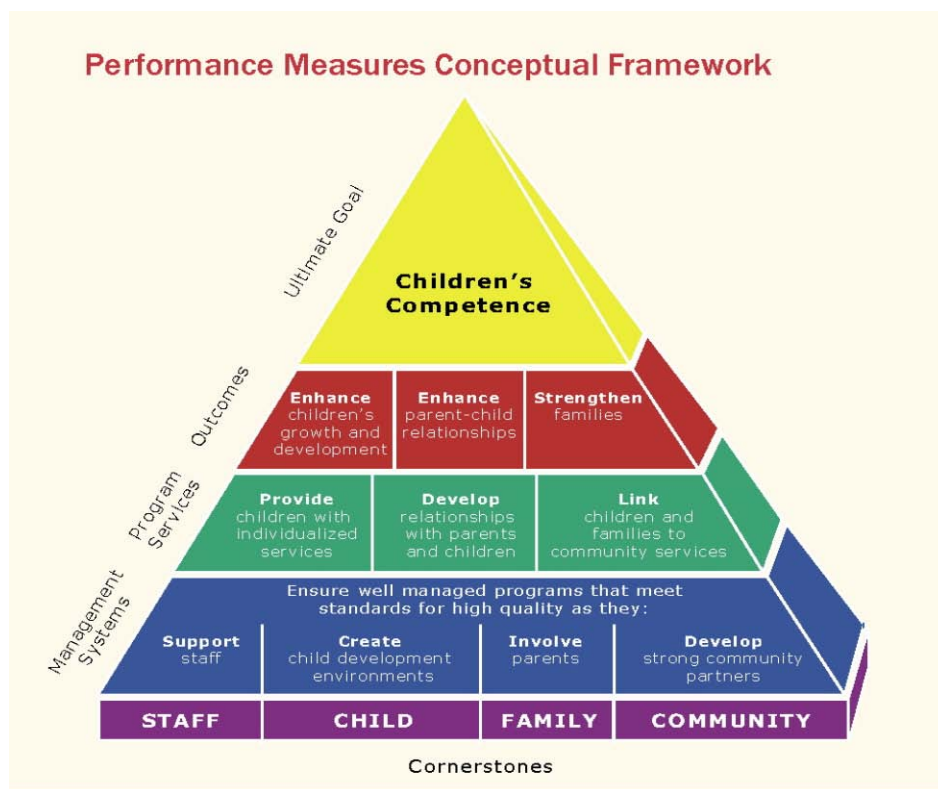 Performance Measures Conceptual Framework
Ultimate Goal
Children's
Competence
Outcomes
Enhance
children's
growth and
development
Enhance
parent-child
relationships
Strengthen
families
Program
Services
Provide
children with
individualized
services
Develop
relationships
with parents
and children
Link
children and
families to
community services
Management
Systems
Ensure well managed programs that meet
standards for high quality as they:
Support
staff
Create
child development
environments
Involve
parents
Develop
strong community
partners
STAFF
CHILD
FAMILY
COMMUNITY
Cornerstones